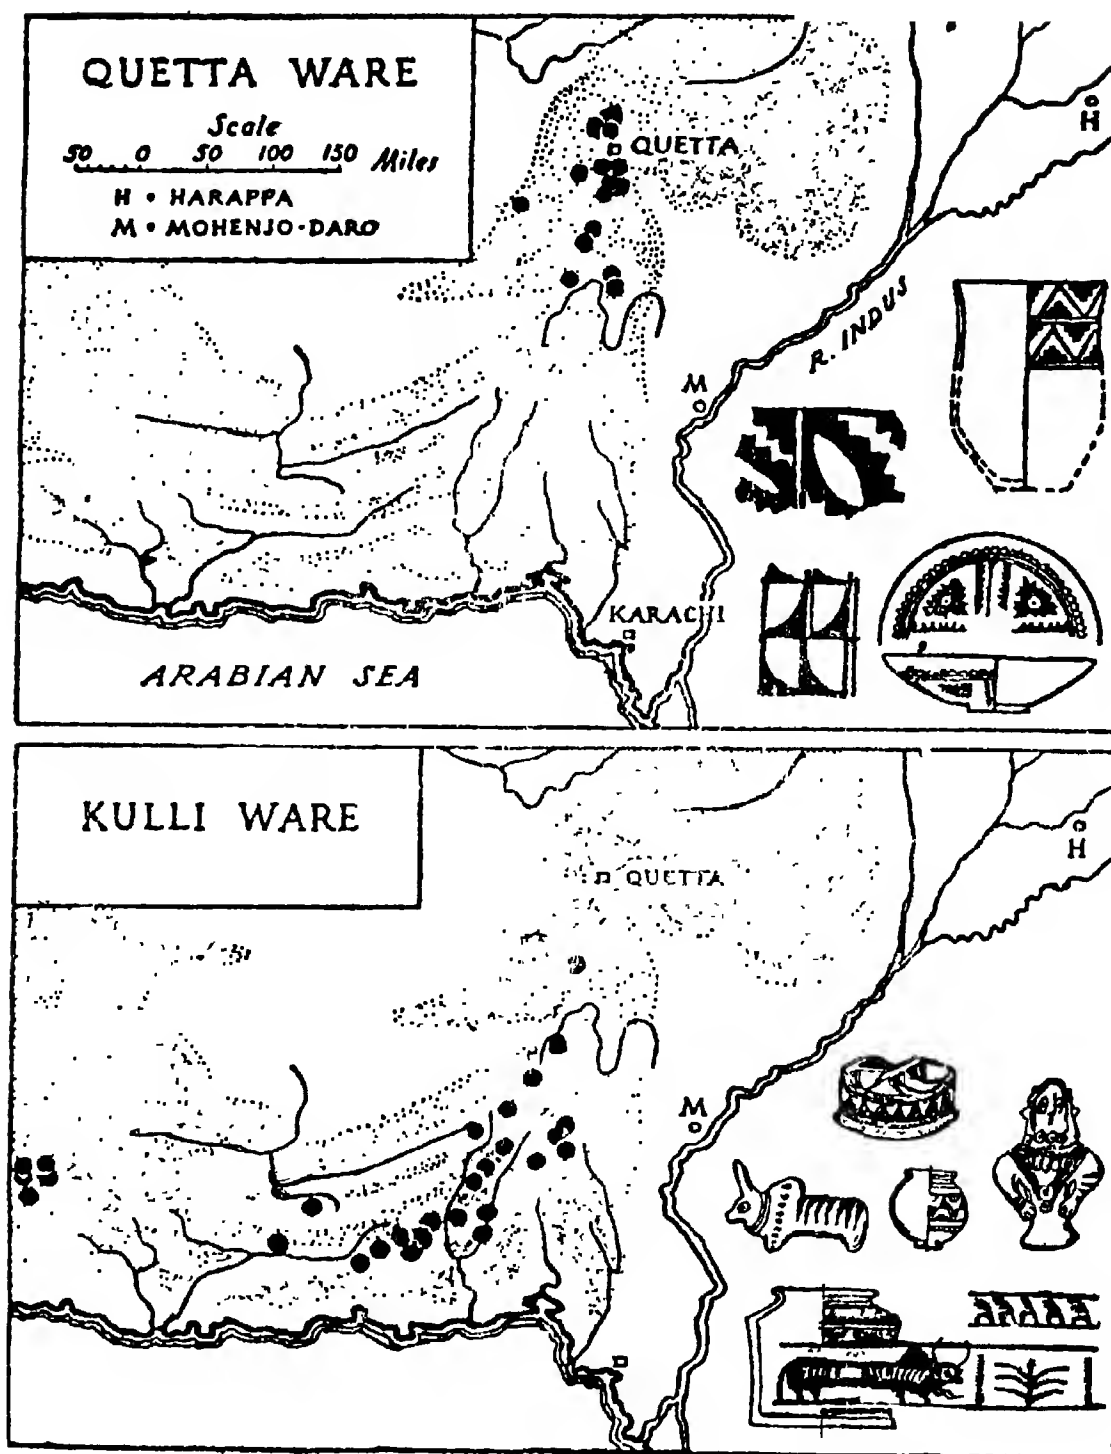 QUETTA WARE
Scale
50 0 50 100 150 Miles
H • HARAPPA
M • MOHENJO-DARO
QUETTA
H
R. INDUS
M
KARACHI
ARABIAN SEA
KULLI WARE
QUETTA
H
M